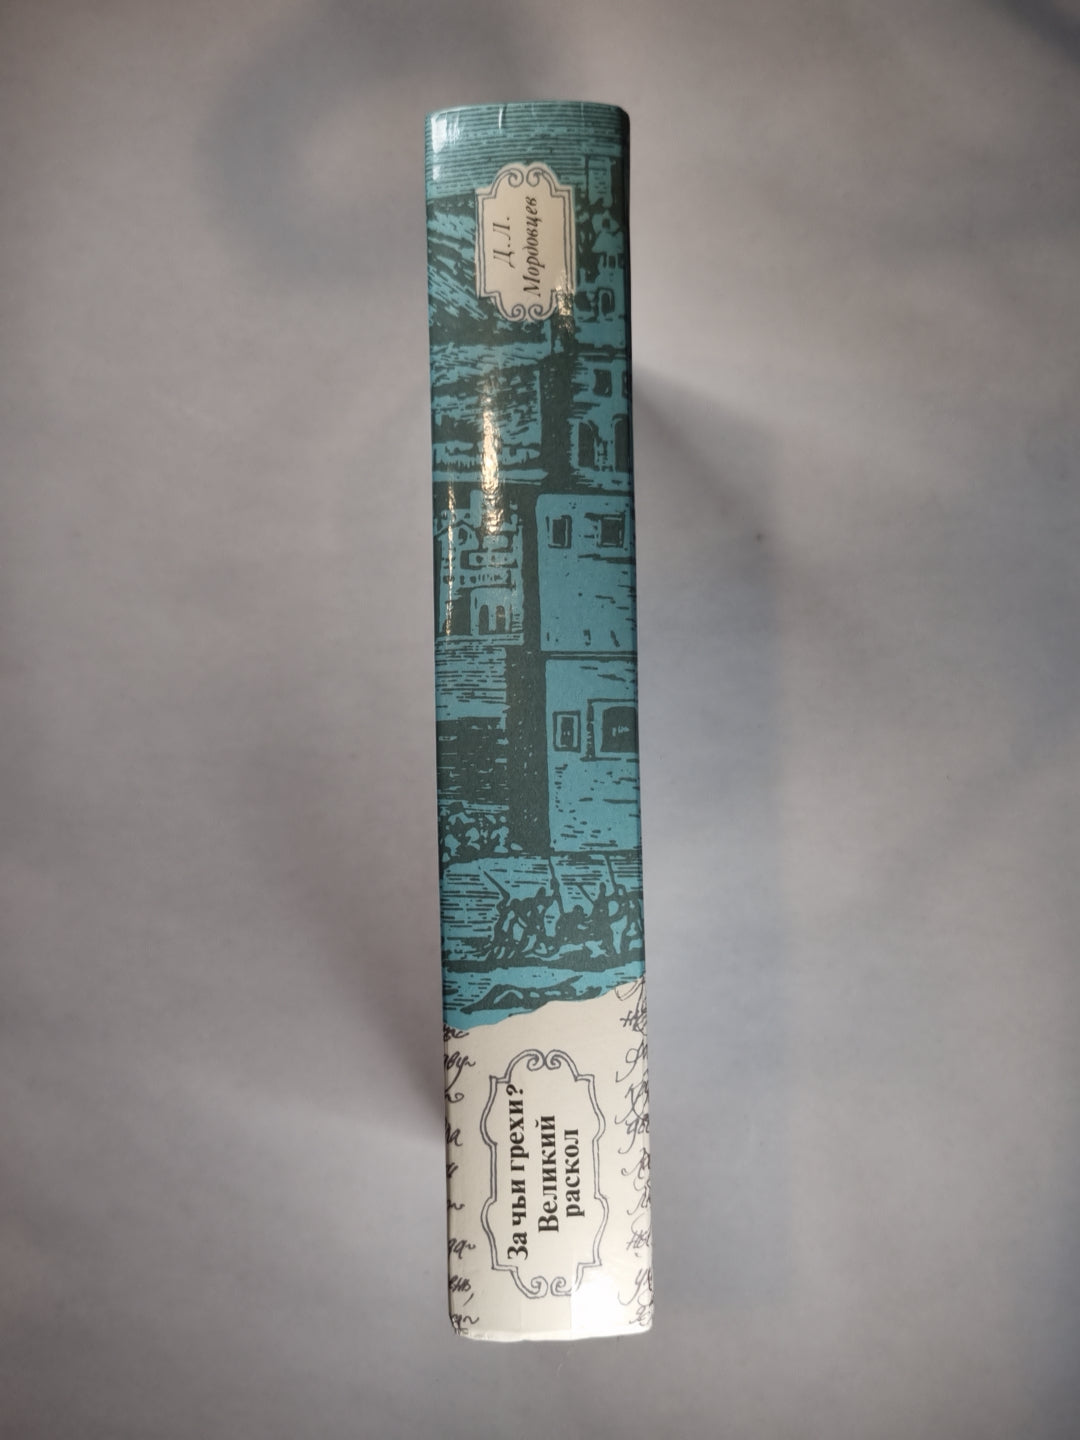 Д.Л.
Мордовцев
За чьи грехи?
Великий
раскол